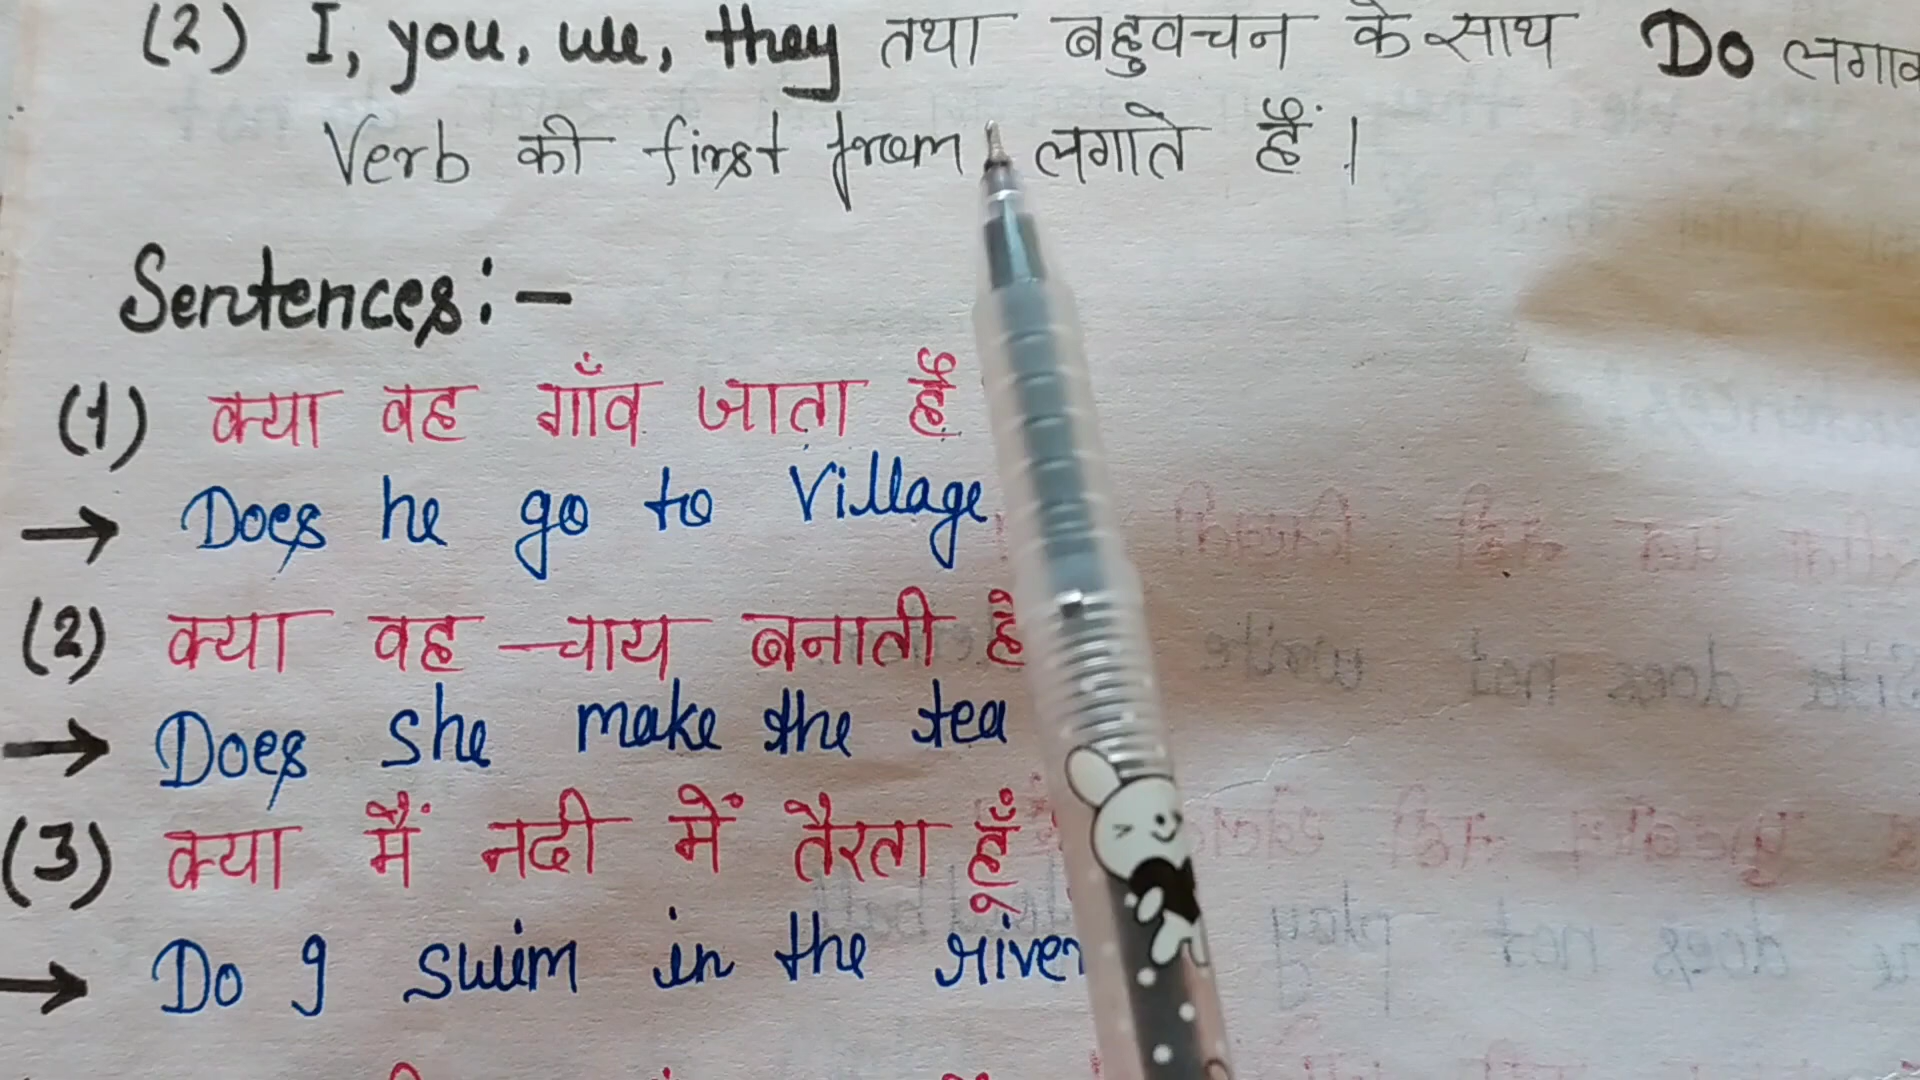 (2) I, you, we, they तथा बहुवचन के साथ Do लगाक
Verb की first from लगाते हैं।
Sentences:-
(1) क्या वह गाँव जाता है
→ Does he go to Village
(2) क्या वह चाय बनाती है
→ Does she make the tea
(3) क्या मैं नदी में तैरता हूँ
→ Do I swim in the river